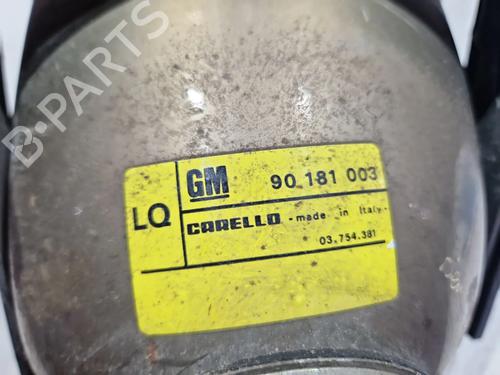 B-PARTS
GM 90 181 003
LQ
CARELLO - made in Italy.
03.754.381